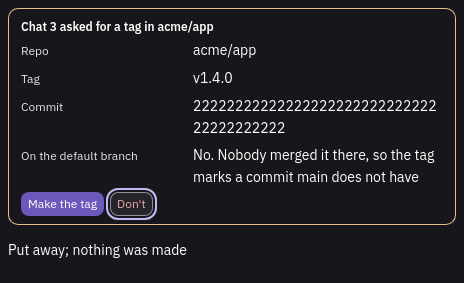 Chat 3 asked for a tag in acme/app
Repo acme/app
Tag v1.4.0
Commit 22222222222222222222222222222
22222222222
On the default branch No. Nobody merged it there, so the tag
marks a commit main does not have
Make the tag Don't
Put away; nothing was made